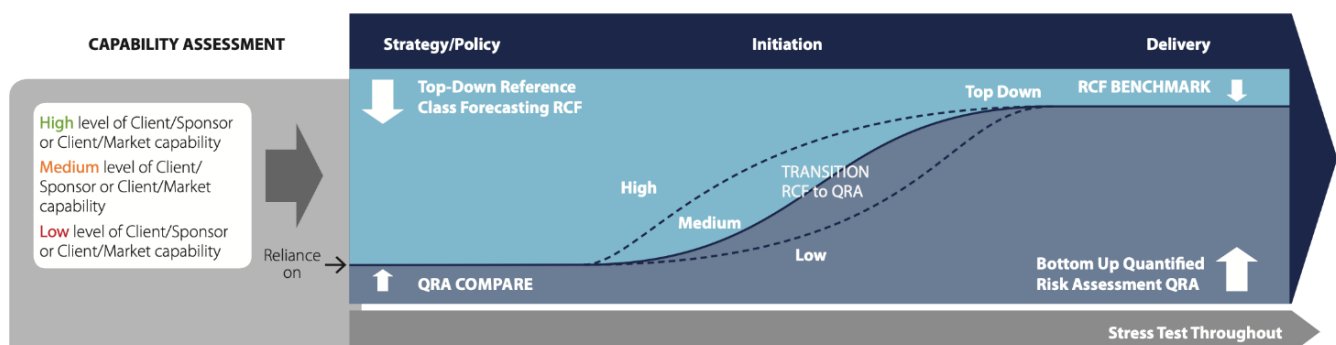 CAPABILITY ASSESSMENT
Strategy/Policy
Initiation
Delivery
Top-Down Reference
Class Forecasting RCF
Top Down
RCF BENCHMARK
High level of Client/Sponsor
or Client/Market capability
Medium level of Client/
Sponsor or Client/Market
capability
Low level of Client/Sponsor
or Client/Market capability
High
TRANSITION
RCF to QRA
Medium
Low
Reliance
on
QRA COMPARE
Bottom Up Quantified
Risk Assessment QRA
Stress Test Throughout